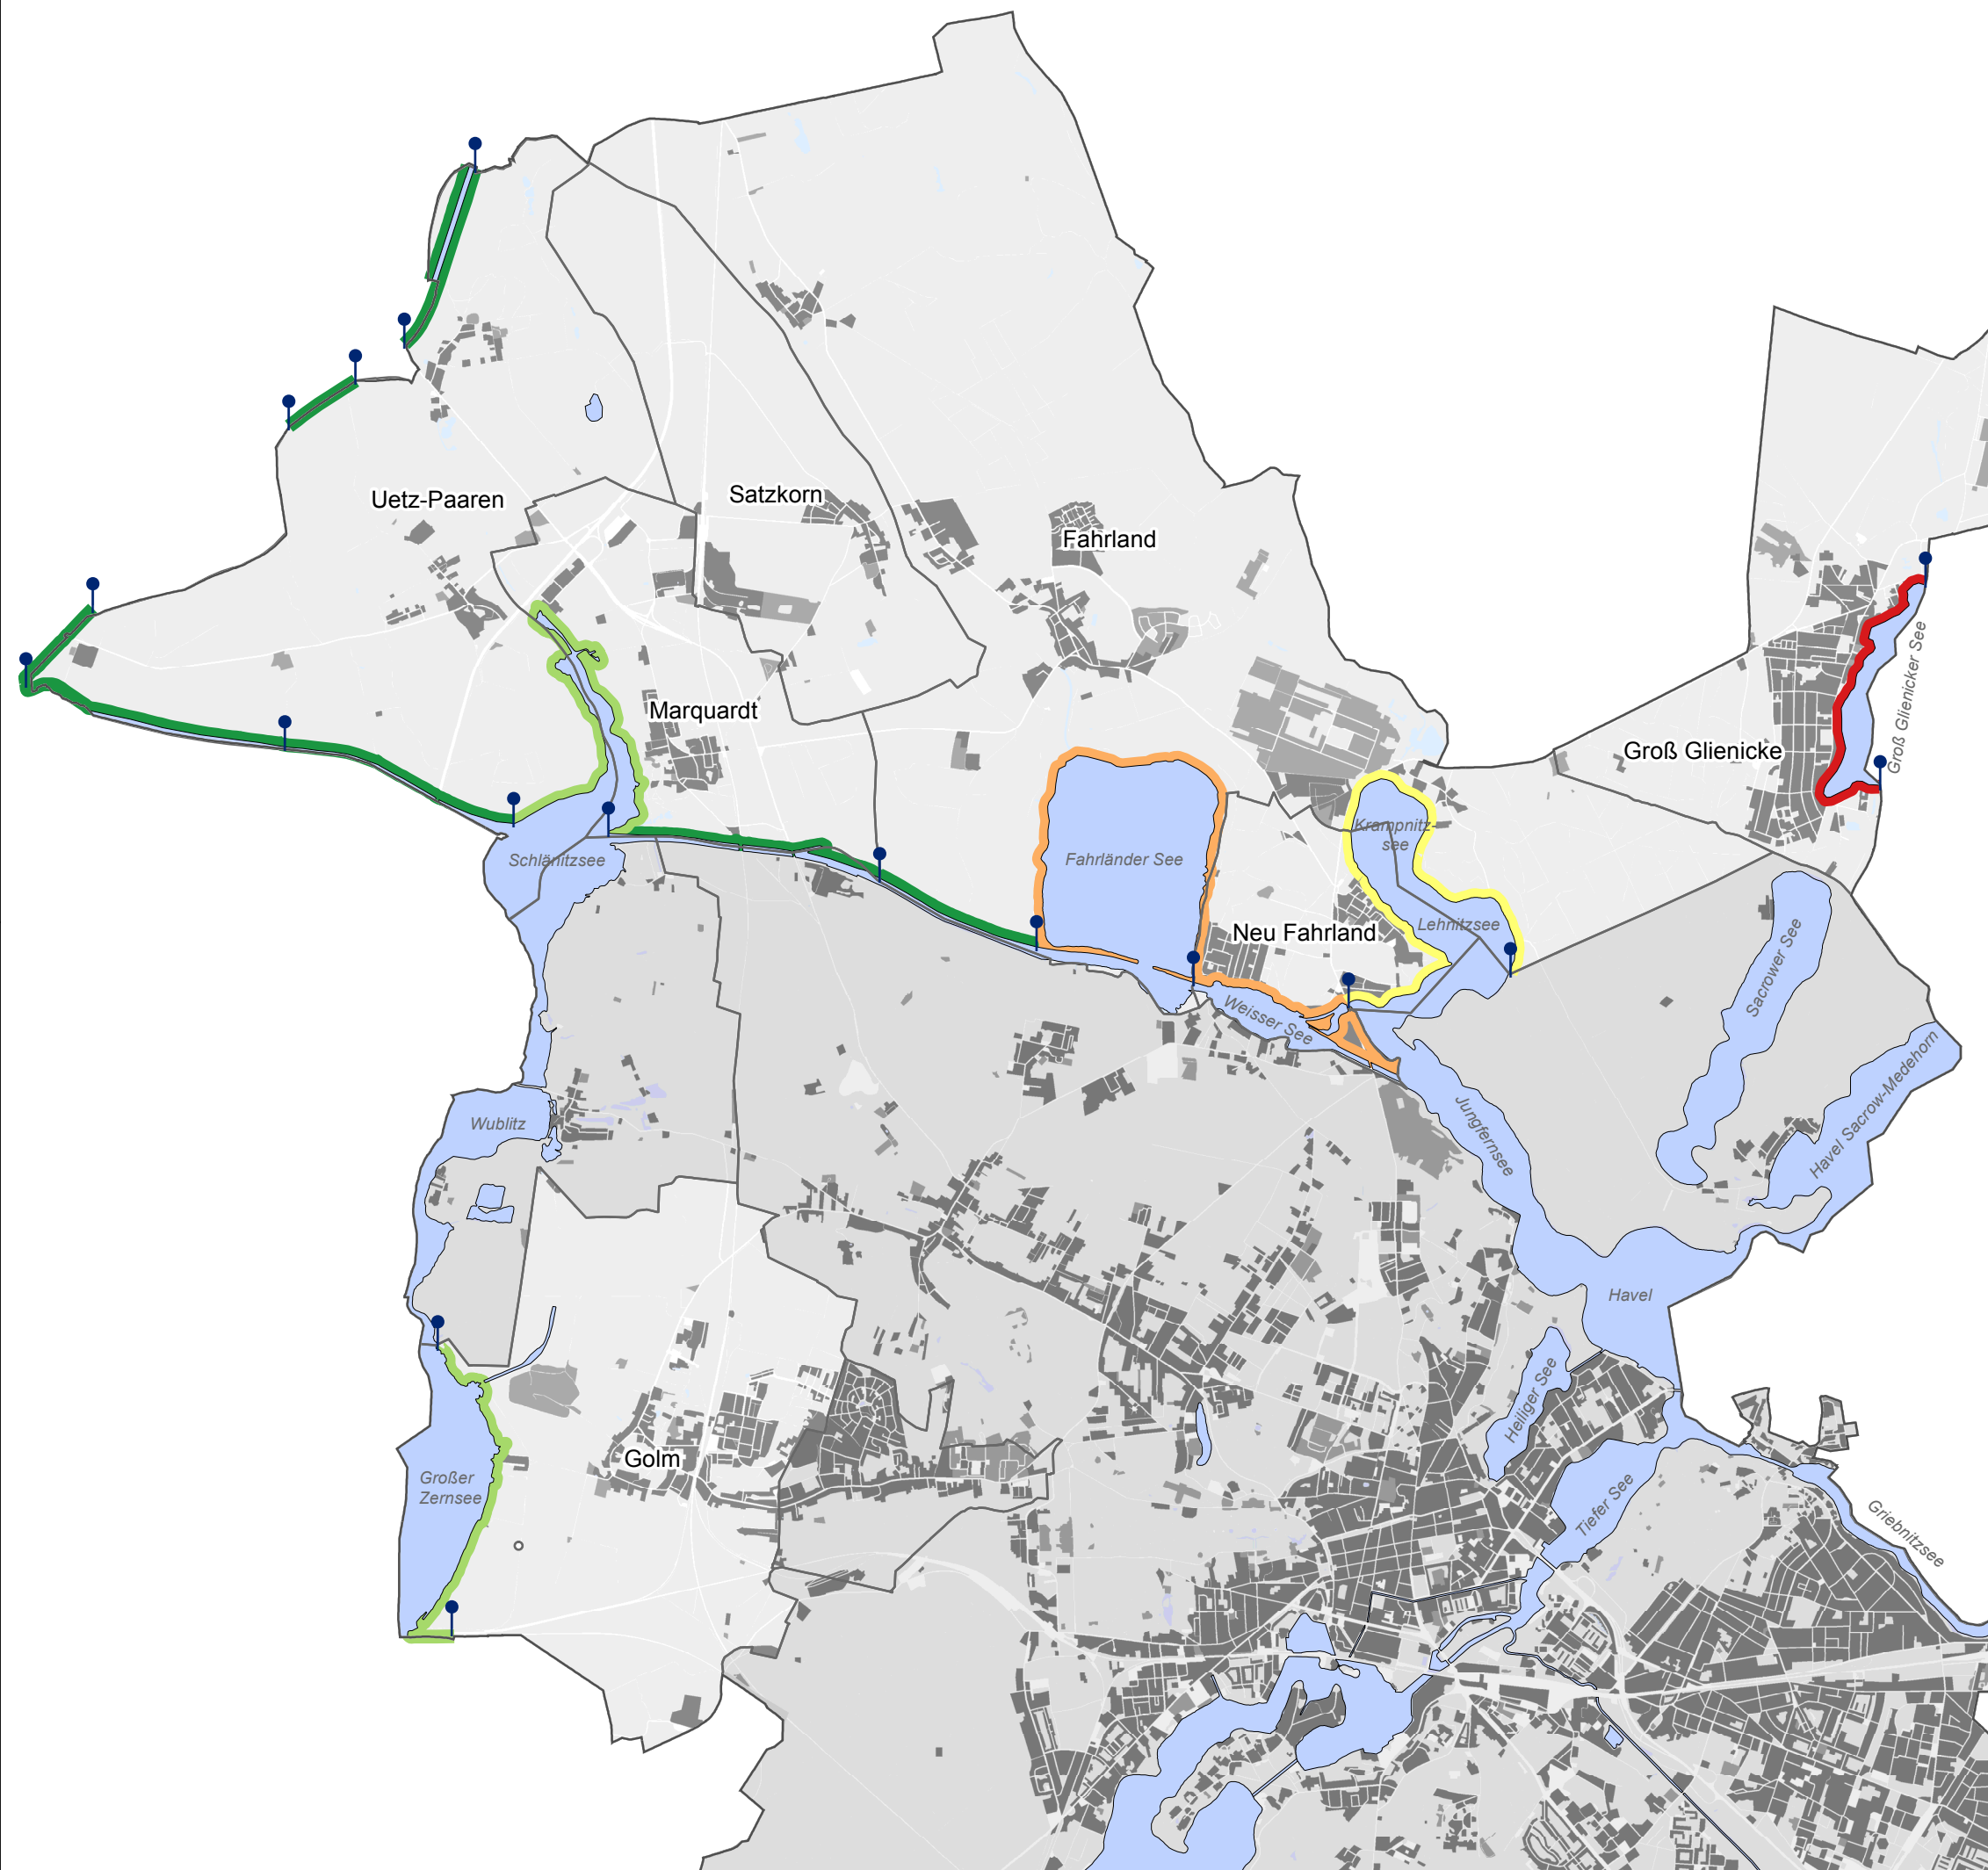 Satzkorn
Uetz-Paaren
Fahrland
Groß Glienicker See
Marquardt
Groß Glienicke
Krampnitz-
see
Schlänitzsee
Fahrländer See
Lehnitzsee
Neu Fahrland
Sacrower See
Weisser See
Havel Sacrow-Medehorn
Wublitz
Jungfernsee
Havel
Heiliger See
Golm
Großer
Zernsee
Tiefer See
Griebnitzsee